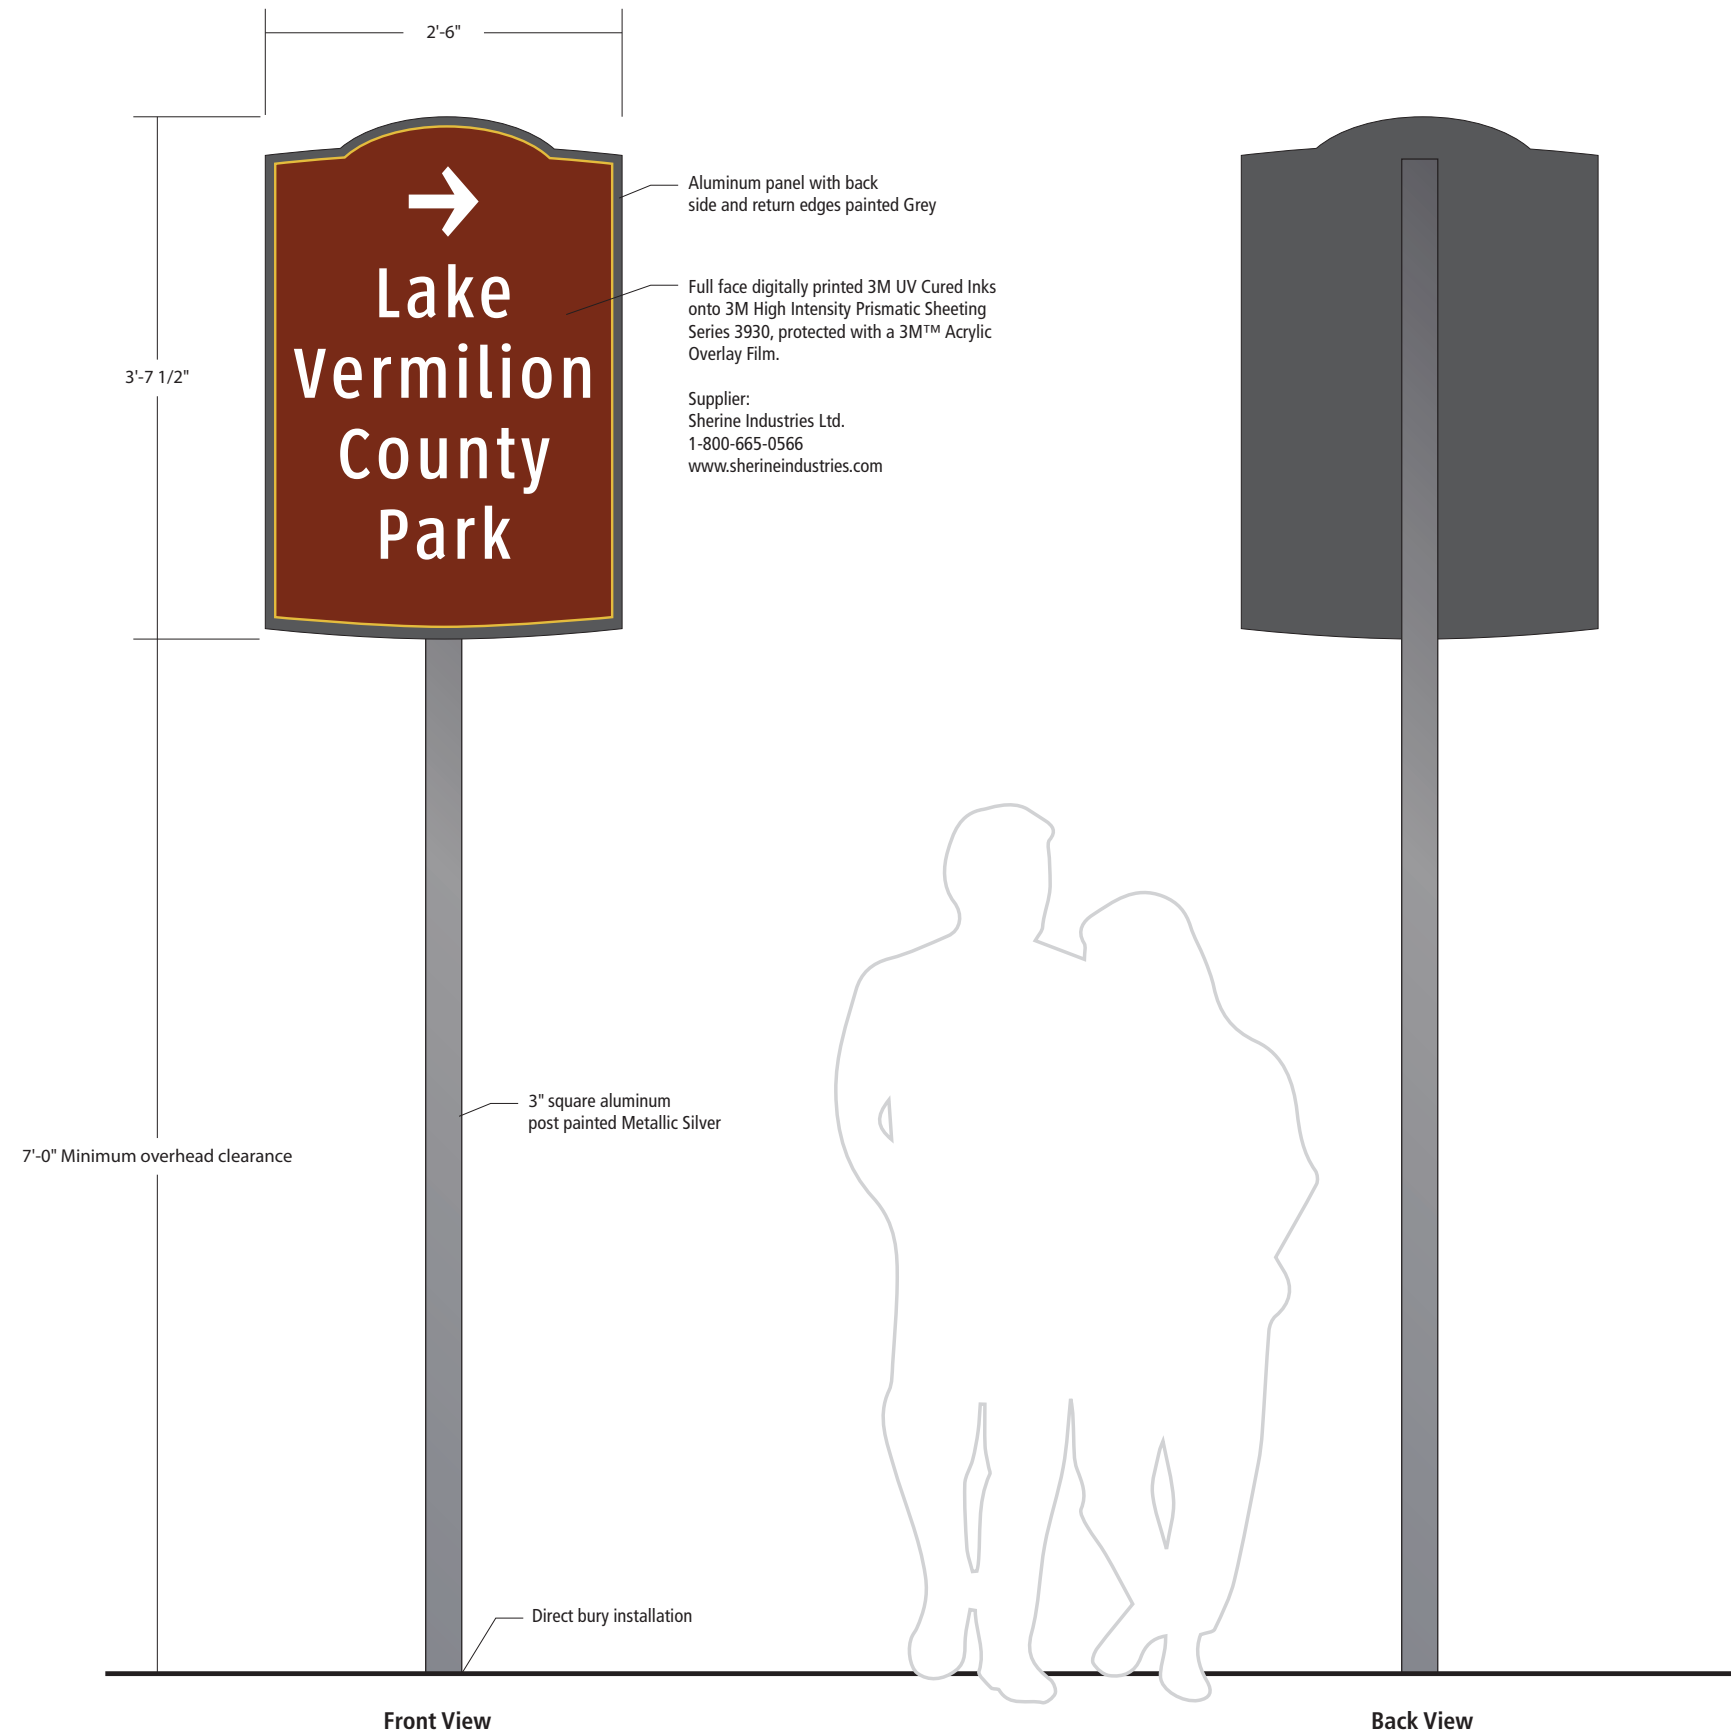 2'-6"
Lake
Vermilion
County
Park
Aluminum panel with back
side and return edges painted Grey
Full face digitally printed 3M UV Cured Inks
onto 3M High Intensity Prismatic Sheeting
Series 3930, protected with a 3M™ Acrylic
Overlay Film.
Supplier:
Sherine Industries Ltd.
1-800-665-0566
www.sherineindustries.com
3'-7 1/2"
3" square aluminum
post painted Metallic Silver
7'-0" Minimum overhead clearance
Direct bury installation
Front View
Back View